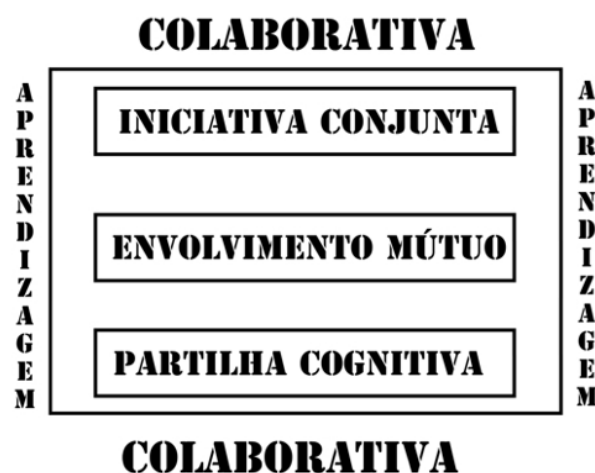 COLABORATIVA
APRENDIZAGEM
INICIATIVA CONJUNTA
ENVOLVIMENTO MÚTUO
PARTILHA COGNITIVA
APRENDIZAGEM
COLABORATIVA